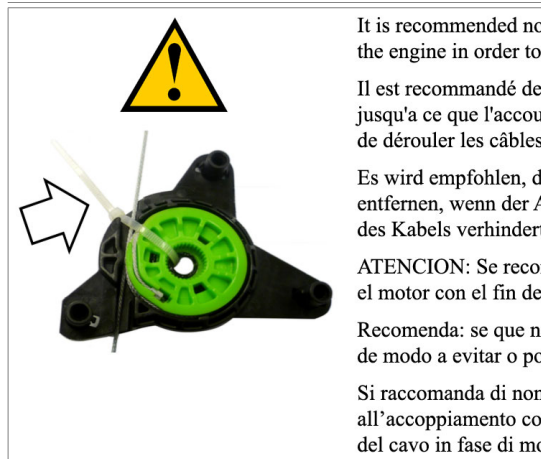 It is recommended
the engine in order to
Il est recommandé de
jusqu'a ce que l'accou
de dérouler les câbles
Es wird empfohlen, d
entfernen, wenn der A
des Kabels verhindert
ATENCION: Se reco
el motor con el fin de
Recomenda: se que n
de modo a evitar o po
Si raccomanda di non
all'accoppiamento co
del cavo in fase di mo